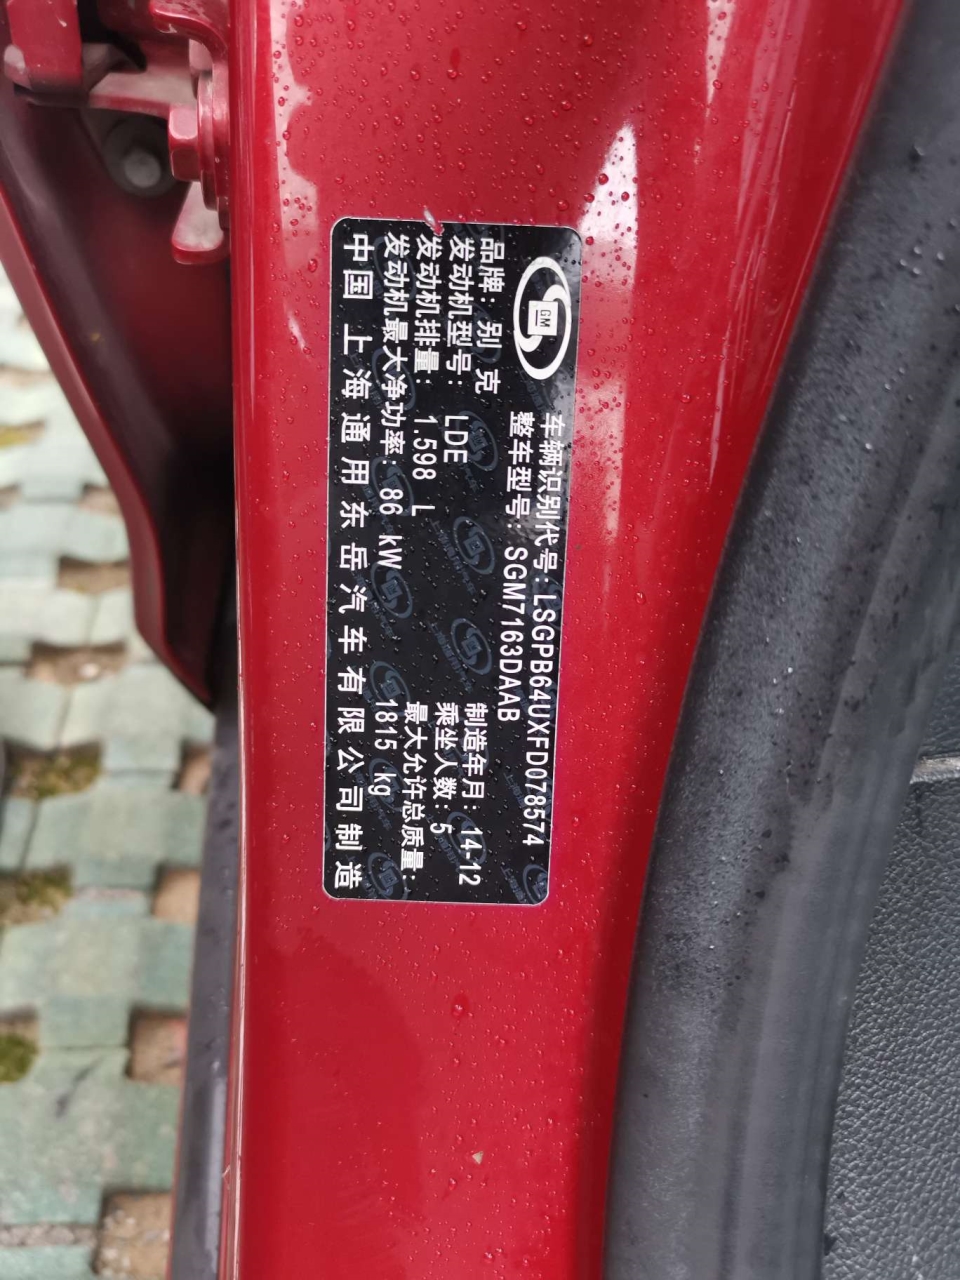 GM
车辆识别代号: LSGPB64UXFD078574
整车型号: SGM7163DAAB
品牌: 别克
制造年月: 14-12
发动机型号: LDE
乘坐人数: 5
发动机排量: 1.598 L
最大允许总质量:
发动机最大净功率: 86 kW
1815 kg
中国 上海通用东岳汽车有限公司制造